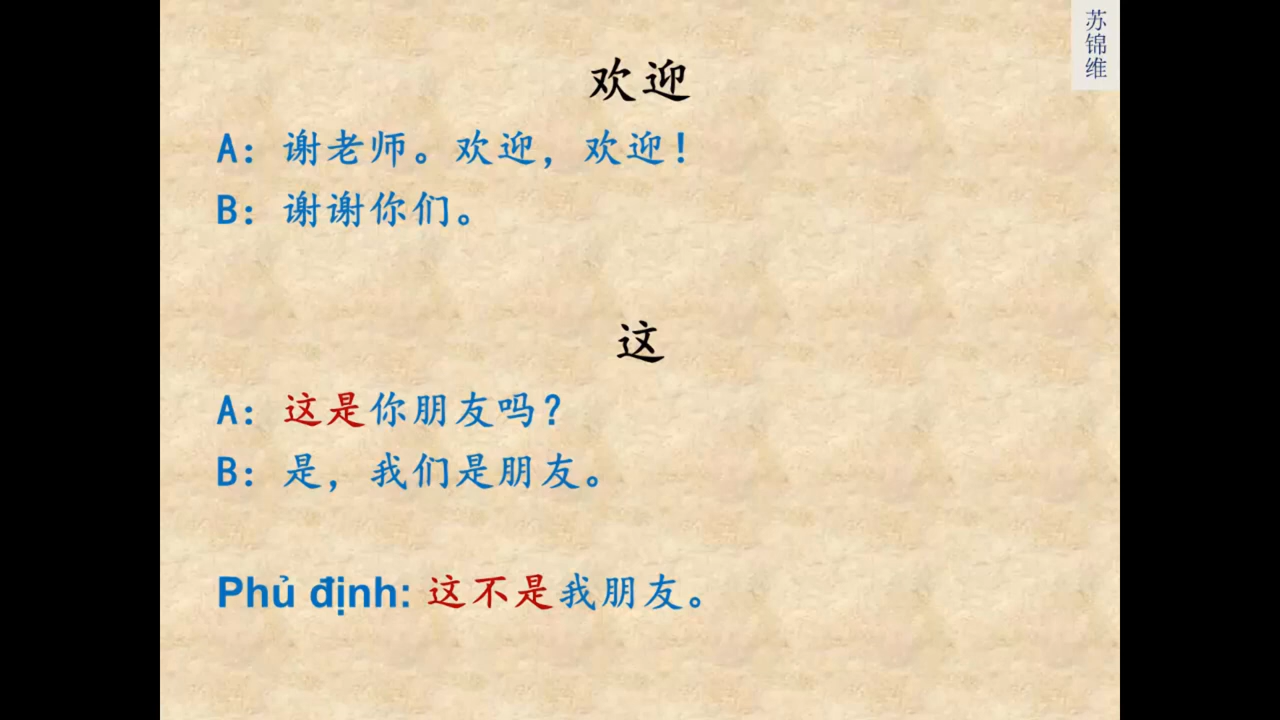 苏锦维
欢迎
A：谢老师。欢迎，欢迎！
B：谢谢你们。
这
A：这是你朋友吗？
B：是，我们是朋友。
Phủ định: 这不是我朋友。